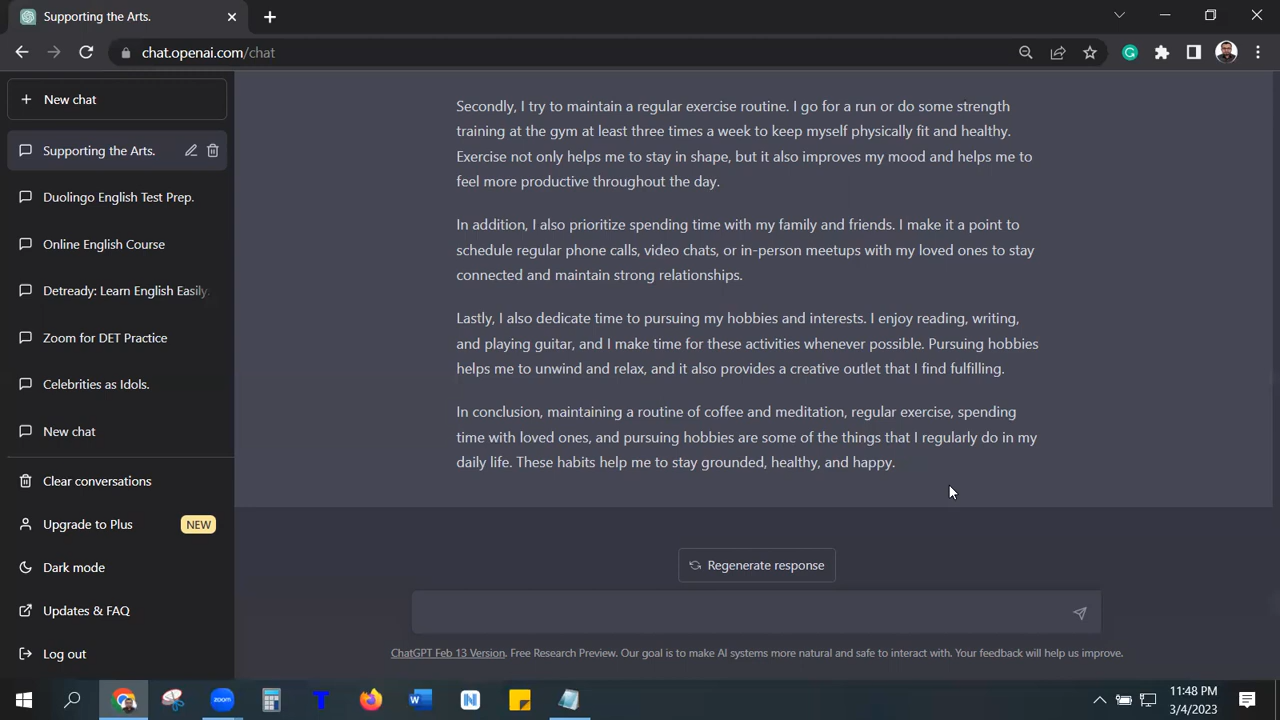 Supporting the Arts.
chat.openai.com/chat
New chat
Supporting the Arts.
Duolingo English Test Prep.
Online English Course
Detready: Learn English Easily.
Zoom for DET Practice
Celebrities as Idols.
New chat
Clear conversations
Upgrade to Plus NEW
Dark mode
Updates & FAQ
Log out
Secondly, I try to maintain a regular exercise routine. I go for a run or do some strength
training at the gym at least three times a week to keep myself physically fit and healthy.
Exercise not only helps me to stay in shape, but it also improves my mood and helps me to
feel more productive throughout the day.
In addition, I also prioritize spending time with my family and friends. I make it a point to
schedule regular phone calls, video chats, or in-person meetups with my loved ones to stay
connected and maintain strong relationships.
Lastly, I also dedicate time to pursuing my hobbies and interests. I enjoy reading, writing,
and playing guitar, and I make time for these activities whenever possible. Pursuing hobbies
helps me to unwind and relax, and it also provides a creative outlet that I find fulfilling.
In conclusion, maintaining a routine of coffee and meditation, regular exercise, spending
time with loved ones, and pursuing hobbies are some of the things that I regularly do in my
daily life. These habits help me to stay grounded, healthy, and happy.
Regenerate response
ChatGPT Feb 13 Version. Free Research Preview. Our goal is to make AI systems more natural and safe to interact with. Your feedback will help us improve.
zoom
T
W
N
11:48 PM
3/4/2023